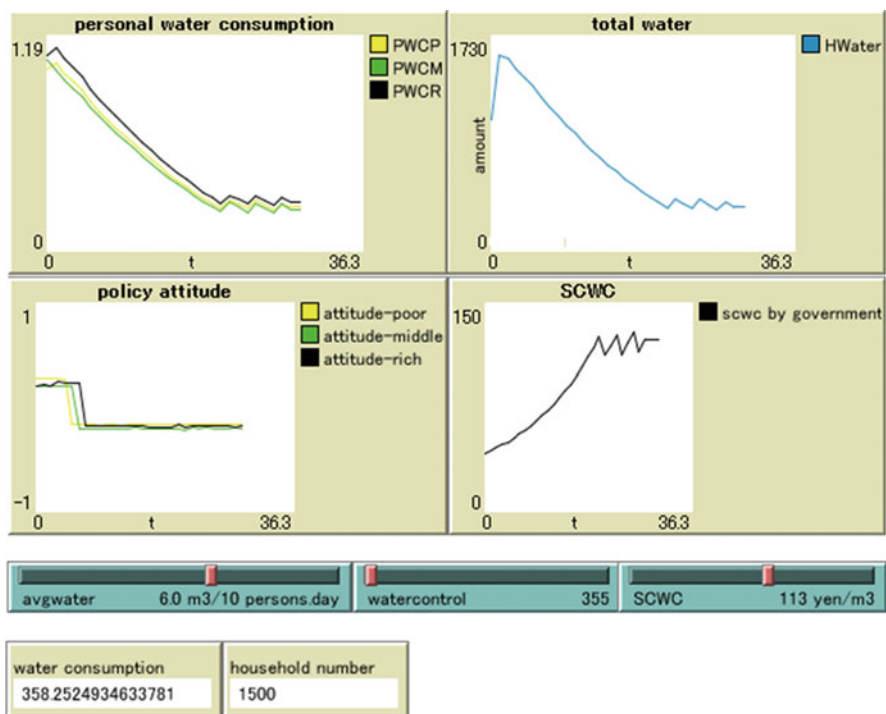 personal water consumption
1.19
PWCP
PWCM
PWCR
0
0 t 36.3
total water
1730
HWater
amount
0
0 t 36.3
policy attitude
1
attitude-poor
attitude-middle
attitude-rich
-1
0 t 36.3
SCWC
150
scwc by government
0
0 t 36.3
avgwater 6.0 m3/10 persons.day
watercontrol 355
SCWC 113 yen/m3
water consumption
358.2524934633781
household number
1500